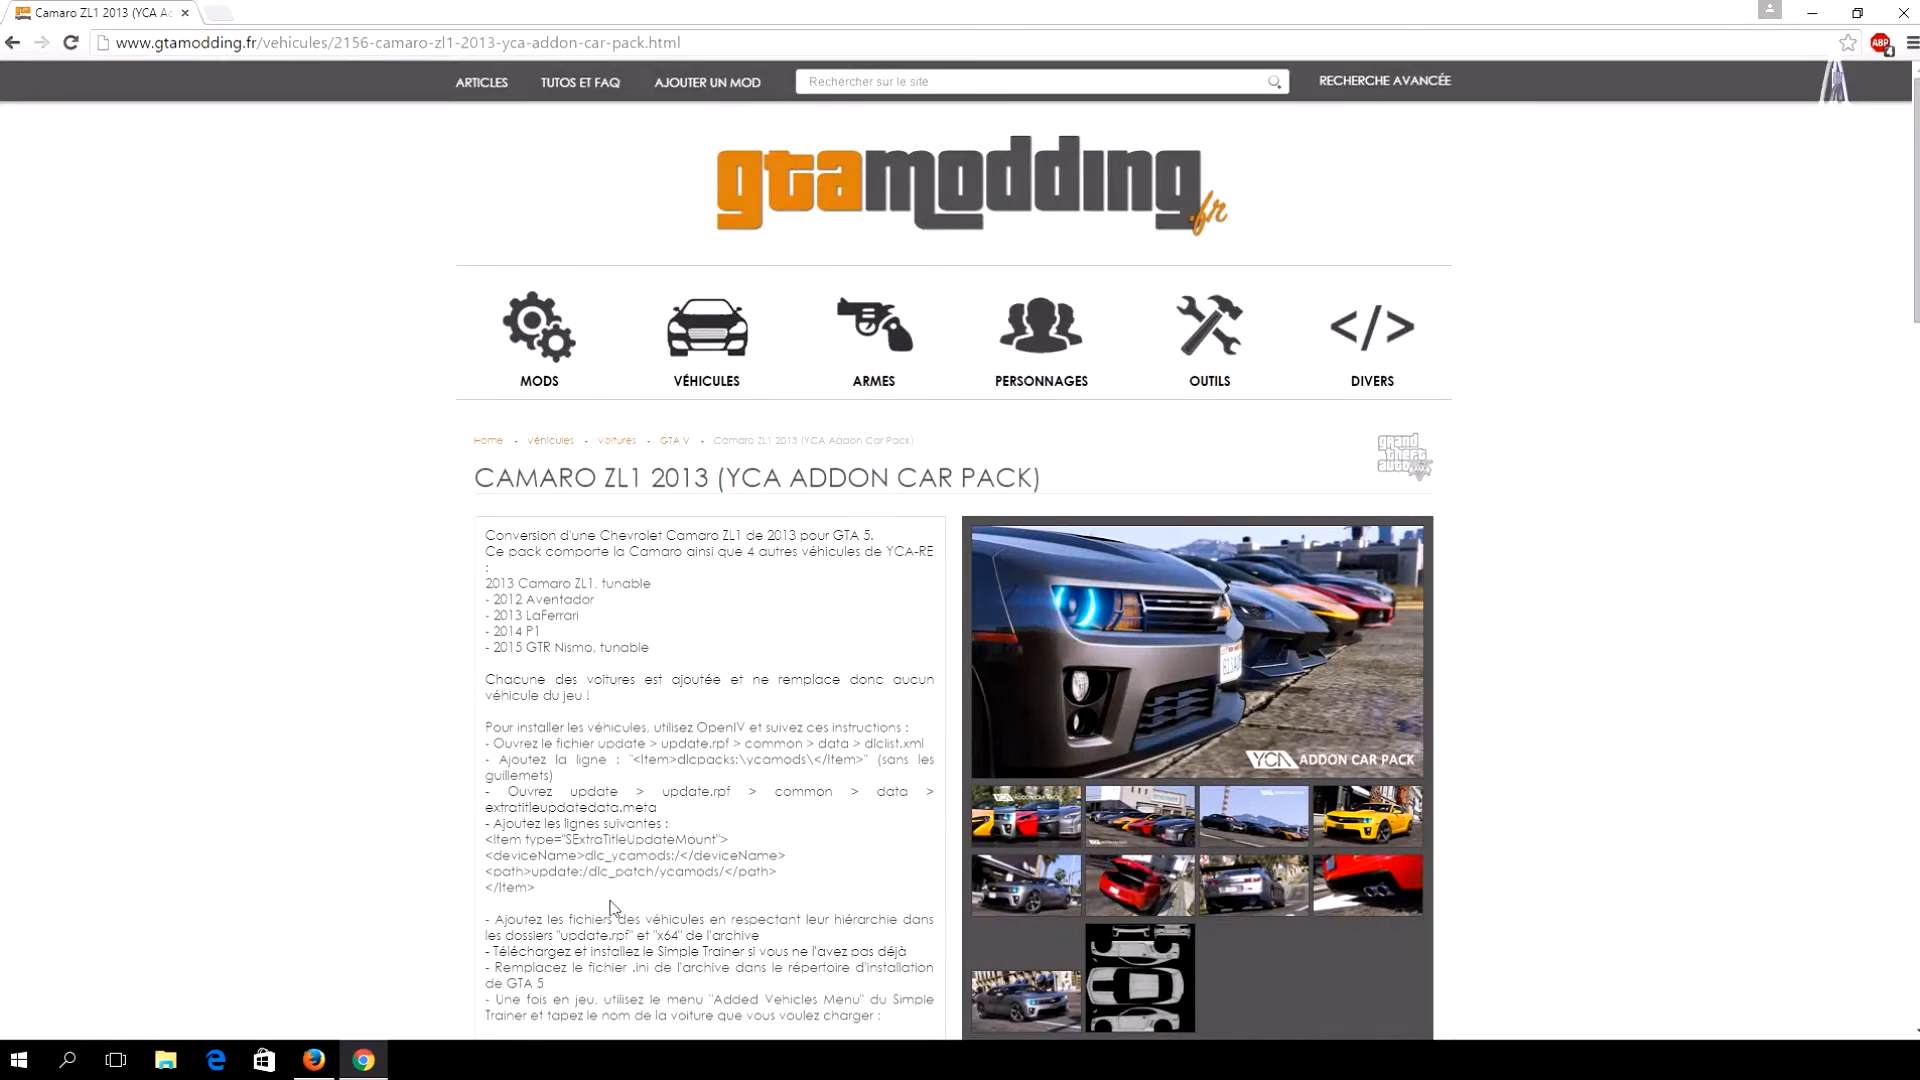 Camaro ZL1 2013 (YCA Ac
www.gtamodding.fr/vehicules/2156-camaro-zl1-2013-yca-addon-car-pack.html
ABP
4
ARTICLES TUTOS ET FAQ AJOUTER UN MOD Rechercher sur le site RECHERCHE AVANCÉE
gtamodding.fr
</>
MODS VÉHICULES ARMES PERSONNAGES OUTILS DIVERS
Home - Véhicules - Voitures - GTA V - Camaro ZL1 2013 (YCA Addon Car Pack)
grand
theft
auto
CAMARO ZL1 2013 (YCA ADDON CAR PACK)
Conversion d'une Chevrolet Camaro ZL1 de 2013 pour GTA 5.
Ce pack comporte la Camaro ainsi que 4 autres véhicules de YCA-RE
:
2013 Camaro ZL1, tunable
- 2012 Aventador
- 2013 LaFerrari
- 2014 P1
- 2015 GTR Nismo, tunable
Chacune des voitures est ajoutée et ne remplace donc aucun
véhicule du jeu !
Pour installer les véhicules, utilisez OpenIV et suivez ces instructions :
- Ouvrez le fichier update > update.rpf > common > data > dlclist.xml
- Ajoutez la ligne : "<Item>dlcpacks:\ycamods\</Item>" (sans les
guillemets)
- Ouvrez update > update.rpf > common > data >
extratitleupdatedata.meta
- Ajoutez les lignes suivantes :
<Item type="SExtraTitleUpdateMount">
<deviceName>dlc_ycamods:/</deviceName>
<path>update:/dlc_patch/ycamods/</path>
</Item>
- Ajoutez les fichiers des véhicules en respectant leur hiérarchie dans
les dossiers "update.rpf" et "x64" de l'archive
- Téléchargez et installez le Simple Trainer si vous ne l'avez pas déjà
- Remplacez le fichier .ini de l'archive dans le répertoire d'installation
de GTA 5
- Une fois en jeu, utilisez le menu "Added Vehicles Menu" du Simple
Trainer et tapez le nom de la voiture que vous voulez charger :
YCA ADDON CAR PACK